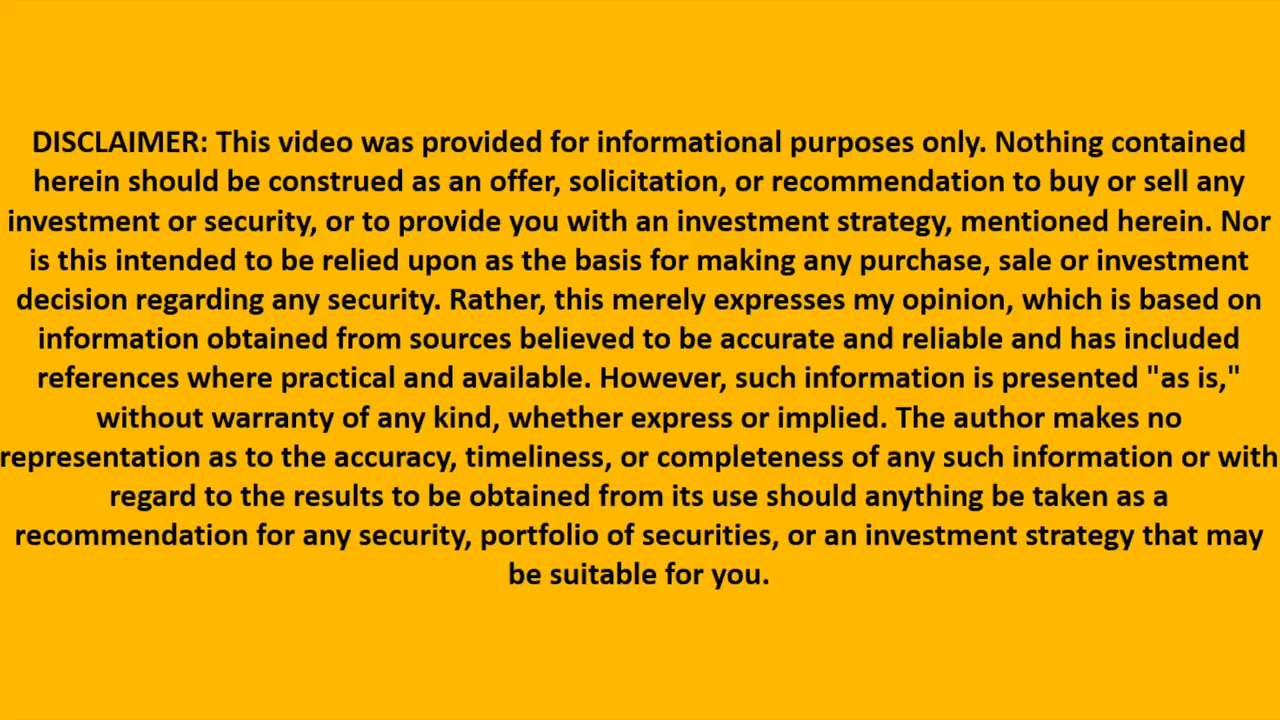 DISCLAIMER: This video was provided for informational purposes only. Nothing contained
herein should be construed as an offer, solicitation, or recommendation to buy or sell any
investment or security, or to provide you with an investment strategy, mentioned herein. Nor
is this intended to be relied upon as the basis for making any purchase, sale or investment
decision regarding any security. Rather, this merely expresses my opinion, which is based on
information obtained from sources believed to be accurate and reliable and has included
references where practical and available. However, such information is presented "as is,"
without warranty of any kind, whether express or implied. The author makes no
representation as to the accuracy, timeliness, or completeness of any such information or with
regard to the results to be obtained from its use should anything be taken as a
recommendation for any security, portfolio of securities, or an investment strategy that may
be suitable for you.